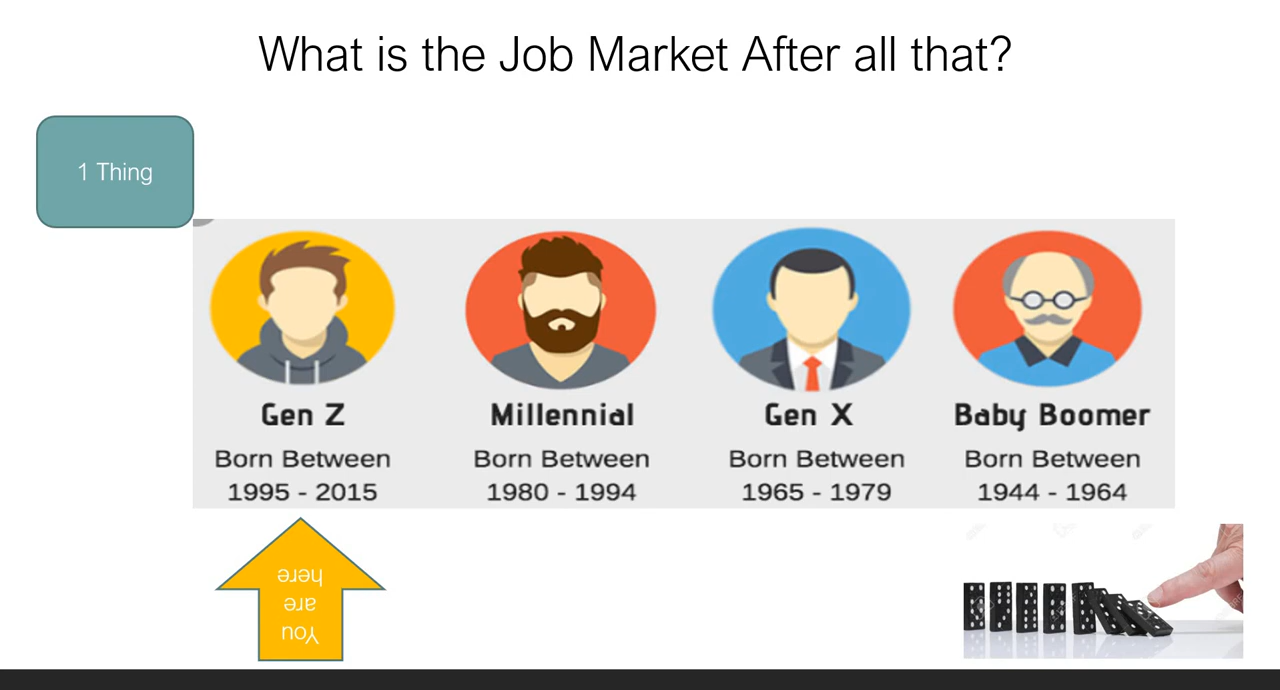 What is the Job Market After all that?
1 Thing
Gen Z
Born Between
1995 - 2015
Millennial
Born Between
1980 - 1994
Gen X
Born Between
1965 - 1979
Baby Boomer
Born Between
1944 - 1964
You
are
here